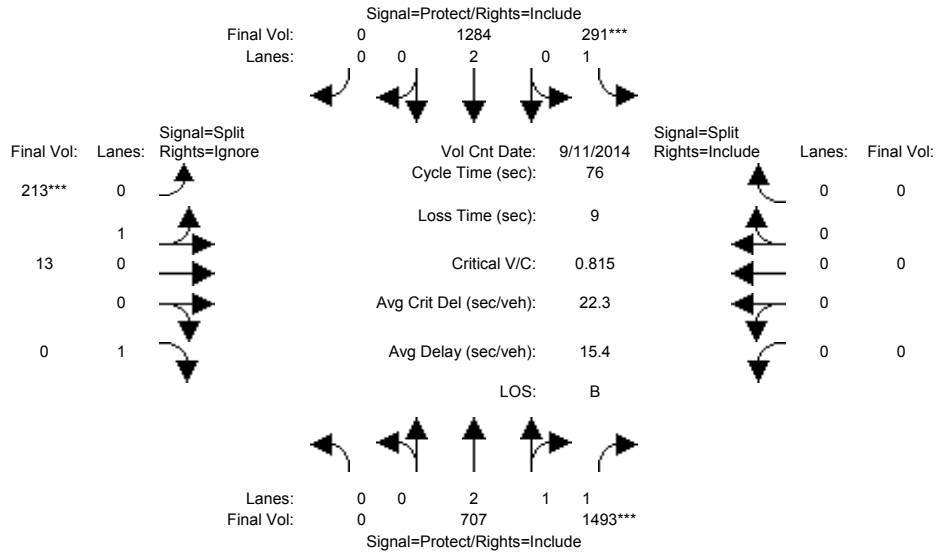 Signal=Protect/Rights=Include
Final Vol: 0 1284 291***
Lanes: 0 0 2 0 1
Signal=Split Signal=Split
Final Vol: Lanes: Rights=Ignore Vol Cnt Date: 9/11/2014 Rights=Include Lanes: Final Vol:
Cycle Time (sec): 76
213*** 0 0 0
Loss Time (sec): 9
1 0
13 0 Critical V/C: 0.815 0 0
0 Avg Crit Del (sec/veh): 22.3 0
0 1 Avg Delay (sec/veh): 15.4 0 0
LOS: B
Lanes: 0 0 2 1 1
Final Vol: 0 707 1493***
Signal=Protect/Rights=Include